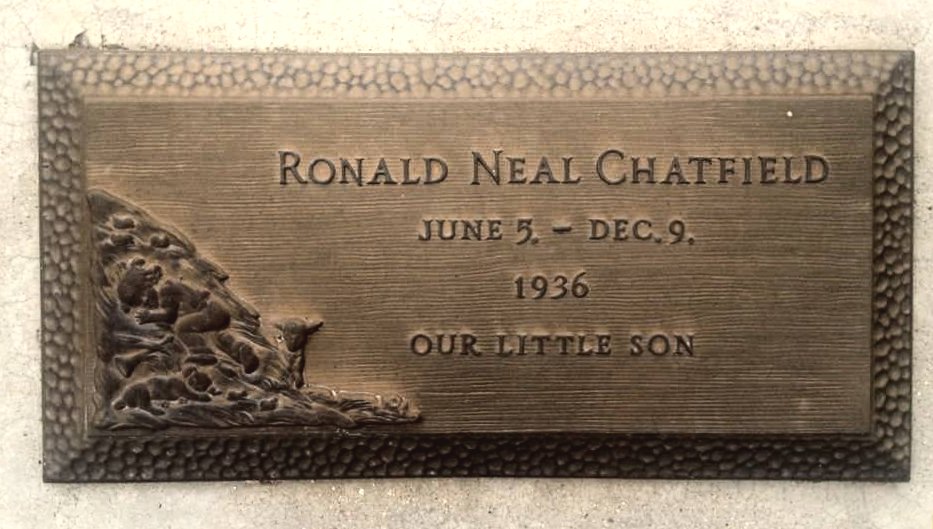 RONALD NEAL CHATFIELD
JUNE 5. - DEC. 9.
1936
OUR LITTLE SON